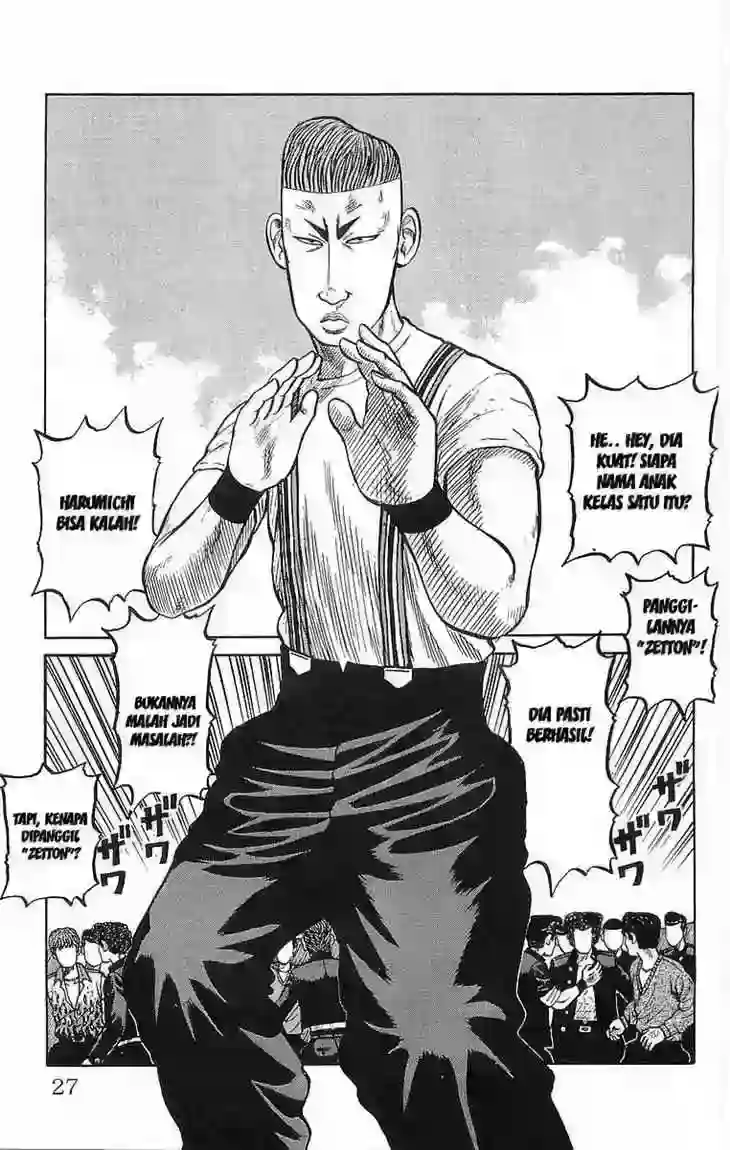 HE.. HEY, DIA
KUAT! SIAPA
NAMA ANAK
KELAS SATU ITU?
HARUMICHI
BISA KALAH!
PANGGI-
LANNYA
"ZETTON"!
DIA PASTI
BERHASIL!
BUKANNYA
MALAH JADI
MASALAH?!
TAPI, KENAPA
DIPANGGIL
"ZETTON"?
ザワ
ザワ
ザワ
ザワ
27